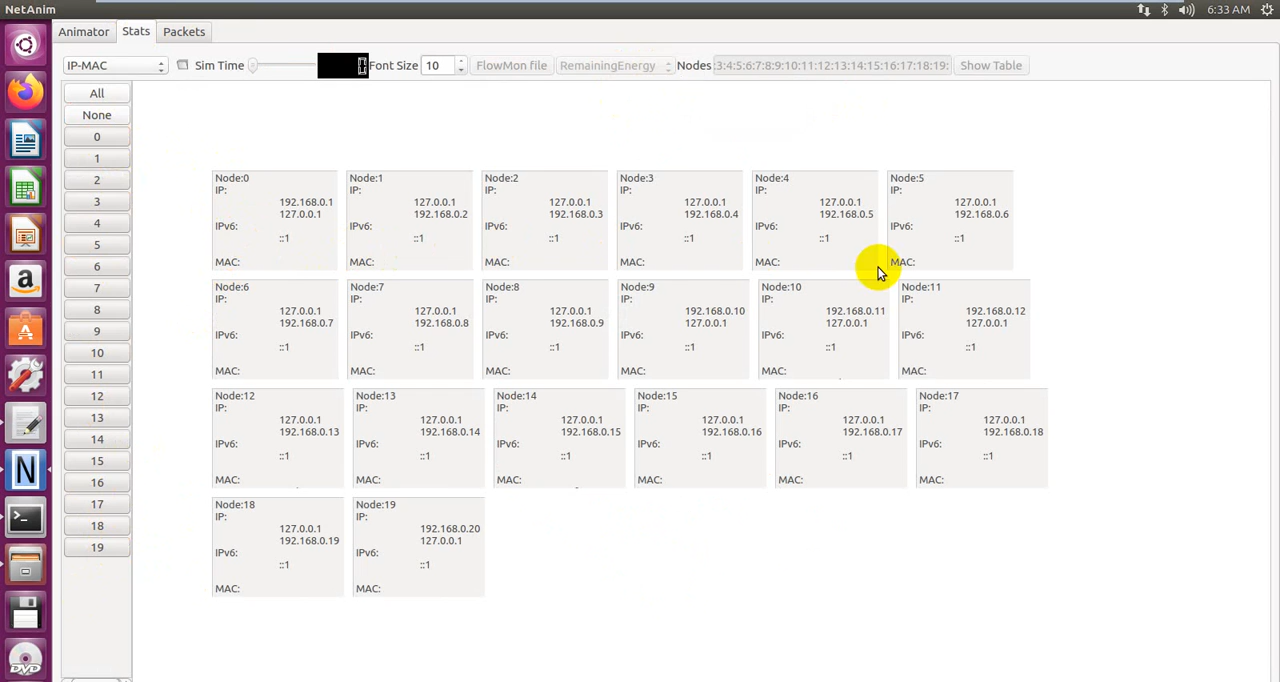 NetAnim
6:33 AM
Animator Stats Packets
IP-MAC Sim Time Font Size 10 FlowMon file RemainingEnergy Nodes :3:4:5:6:7:8:9:10:11:12:13:14:15:16:17:18:19: Show Table
All
None
0
1
2
3
4
5
6
7
8
9
10
11
12
13
14
15
16
17
18
19
Node:0
IP:
192.168.0.1
127.0.0.1
IPv6:
::1
MAC:
Node:1
IP:
127.0.0.1
192.168.0.2
IPv6:
::1
MAC:
Node:2
IP:
127.0.0.1
192.168.0.3
IPv6:
::1
MAC:
Node:3
IP:
127.0.0.1
192.168.0.4
IPv6:
::1
MAC:
Node:4
IP:
127.0.0.1
192.168.0.5
IPv6:
::1
MAC:
Node:5
IP:
127.0.0.1
192.168.0.6
IPv6:
::1
MAC:
Node:6
IP:
127.0.0.1
192.168.0.7
IPv6:
::1
MAC:
Node:7
IP:
127.0.0.1
192.168.0.8
IPv6:
::1
MAC:
Node:8
IP:
127.0.0.1
192.168.0.9
IPv6:
::1
MAC:
Node:9
IP:
192.168.0.10
127.0.0.1
IPv6:
::1
MAC:
Node:10
IP:
192.168.0.11
127.0.0.1
IPv6:
::1
MAC:
Node:11
IP:
192.168.0.12
127.0.0.1
IPv6:
::1
MAC:
Node:12
IP:
127.0.0.1
192.168.0.13
IPv6:
::1
MAC:
Node:13
IP:
127.0.0.1
192.168.0.14
IPv6:
::1
MAC:
Node:14
IP:
127.0.0.1
192.168.0.15
IPv6:
::1
MAC:
Node:15
IP:
127.0.0.1
192.168.0.16
IPv6:
::1
MAC:
Node:16
IP:
127.0.0.1
192.168.0.17
IPv6:
::1
MAC:
Node:17
IP:
127.0.0.1
192.168.0.18
IPv6:
::1
MAC:
Node:18
IP:
127.0.0.1
192.168.0.19
IPv6:
::1
MAC:
Node:19
IP:
192.168.0.20
127.0.0.1
IPv6:
::1
MAC:
a
A
N
DVD